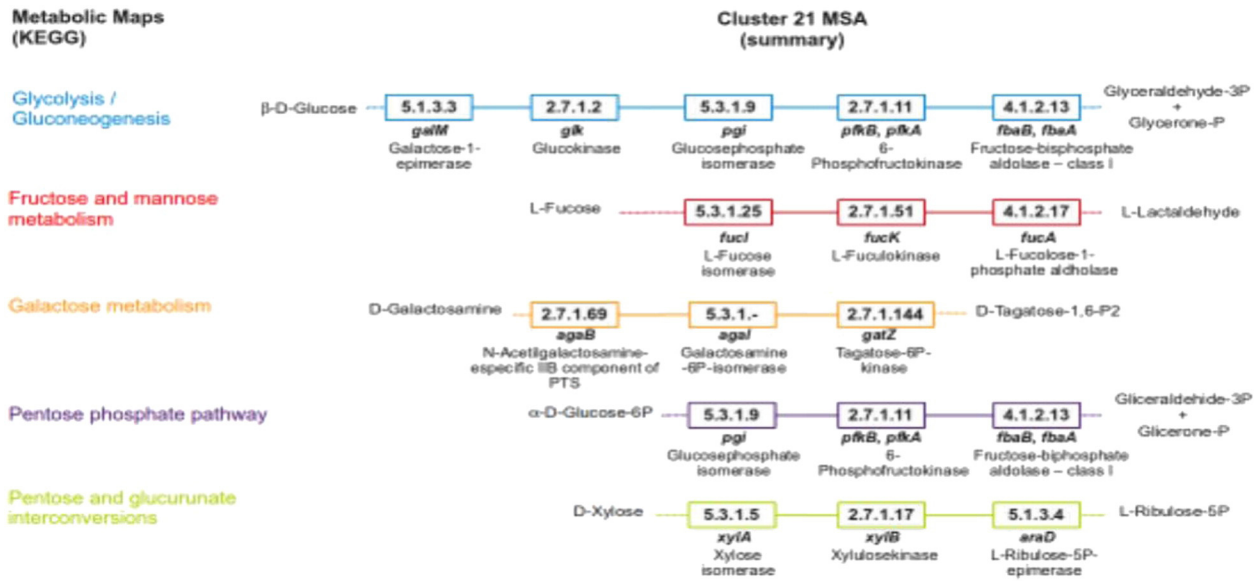 Metabolic Maps
(KEGG)
Cluster 21 MSA
(summary)
Glycolysis /
Gluconeogenesis
β-D-Glucose
5.1.3.3
2.7.1.2
5.3.1.9
2.7.1.11
4.1.2.13
Glyceraldehyde-3P
+
Glycerone-P
galM
glk
pgi
pfkB, pfkA
fbaB, fbaA
Galactose-1-
epimerase
Glucokinase
Glucosephosphate
isomerase
6-
Phosphofructokinase
Fructose-bisphosphate
aldolase – class I
Fructose and mannose
metabolism
L-Fucose
5.3.1.25
2.7.1.51
4.1.2.17
L-Lactaldehyde
fucI
fucK
fucA
L-Fucose
isomerase
L-Fuculokinase
L-Fucolose-1-
phosphate aldholase
Galactose metabolism
D-Galactosamine
2.7.1.69
5.3.1.-
2.7.1.144
D-Tagatose-1,6-P2
agaB
agaI
gatZ
N-Acetilgalactosamine-
especific IIB component of
PTS
Galactosamine
-6P-isomerase
Tagatose-6P-
kinase
Pentose phosphate pathway
α-D-Glucose-6P
5.3.1.9
2.7.1.11
4.1.2.13
Gliceraldehide-3P
+
Glicerone-P
pgi
pfkB, pfkA
fbaB, fbaA
Glucosephosphate
isomerase
6-
Phosphofructokinase
Fructose-biphosphate
aldolase – class I
Pentose and glucurunate
interconversions
D-Xylose
5.3.1.5
2.7.1.17
5.1.3.4
L-Ribulose-5P
xylA
xylB
araD
Xylose
isomerase
Xylulosekinase
L-Ribulose-5P-
epimerase